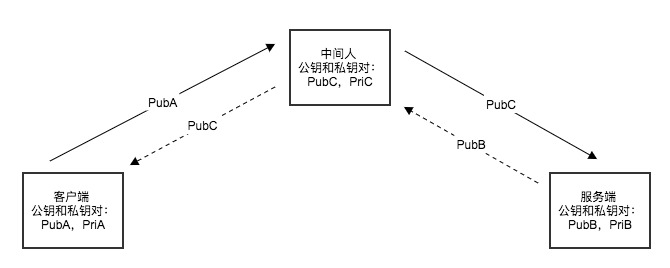 中间人
公钥和私钥对：
PubC，PriC
PubA
PubC
PubC
PubB
客户端
公钥和私钥对：
PubA，PriA
服务端
公钥和私钥对：
PubB，PriB